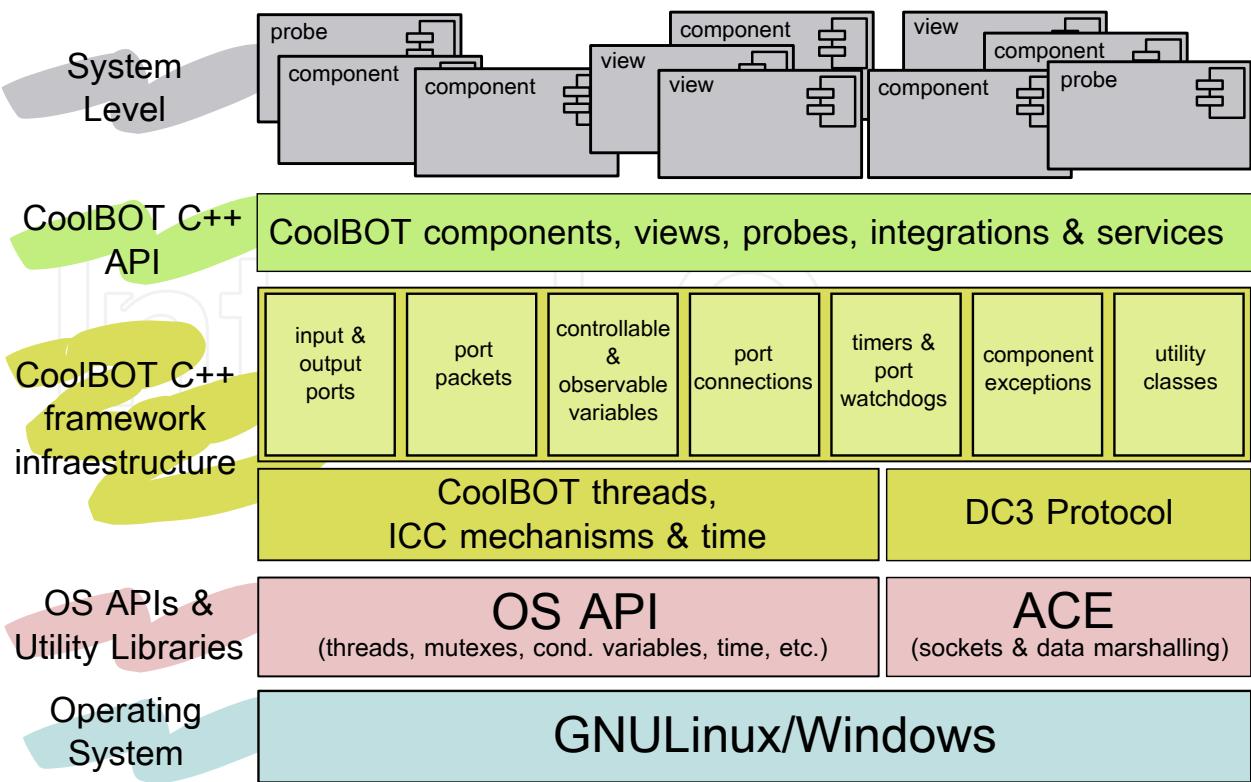 System
Level
probe
component
component
view
component
view
view
component
component
probe
CoolBOT C++
API
CoolBOT components, views, probes, integrations & services
CoolBOT C++
framework
infraestructure
input &
output
ports
port
packets
controllable
&
observable
variables
port
connections
timers &
port
watchdogs
component
exceptions
utility
classes
CoolBOT threads,
ICC mechanisms & time
DC3 Protocol
OS APIs &
Utility Libraries
OS API
(threads, mutexes, cond. variables, time, etc.)
ACE
(sockets & data marshalling)
Operating
System
GNULinux/Windows